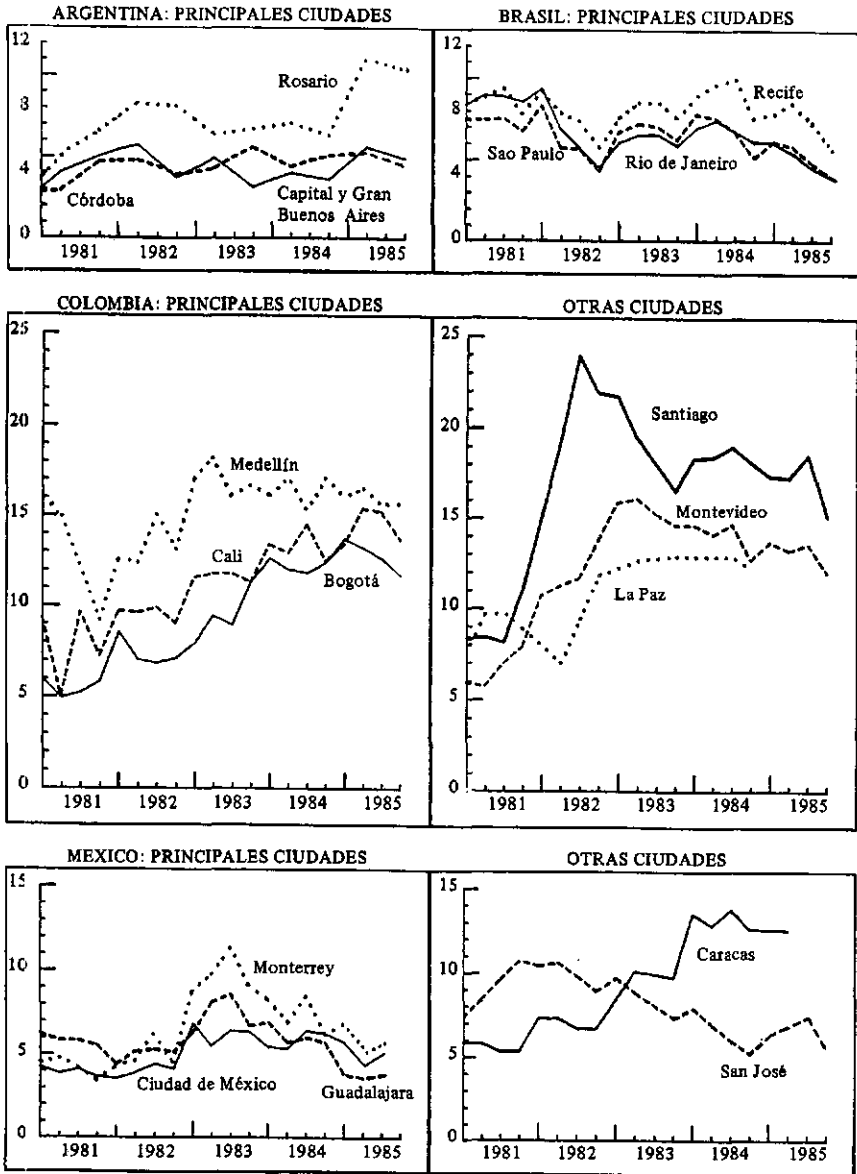 ARGENTINA: PRINCIPALES CIUDADES
12
8
4
0
Rosario
Córdoba
Capital y Gran
Buenos Aires
1981 1982 1983 1984 1985
BRASIL: PRINCIPALES CIUDADES
12
8
4
0
Recife
Sao Paulo
Rio de Janeiro
1981 1982 1983 1984 1985
COLOMBIA: PRINCIPALES CIUDADES
25
20
15
10
5
0
Medellín
Cali
Bogotá
1981 1982 1983 1984 1985
OTRAS CIUDADES
25
20
15
10
5
0
Santiago
Montevideo
La Paz
1981 1982 1983 1984 1985
MEXICO: PRINCIPALES CIUDADES
15
10
5
0
Monterrey
Ciudad de México
Guadalajara
1981 1982 1983 1984 1985
OTRAS CIUDADES
15
10
5
0
Caracas
San José
1981 1982 1983 1984 1985